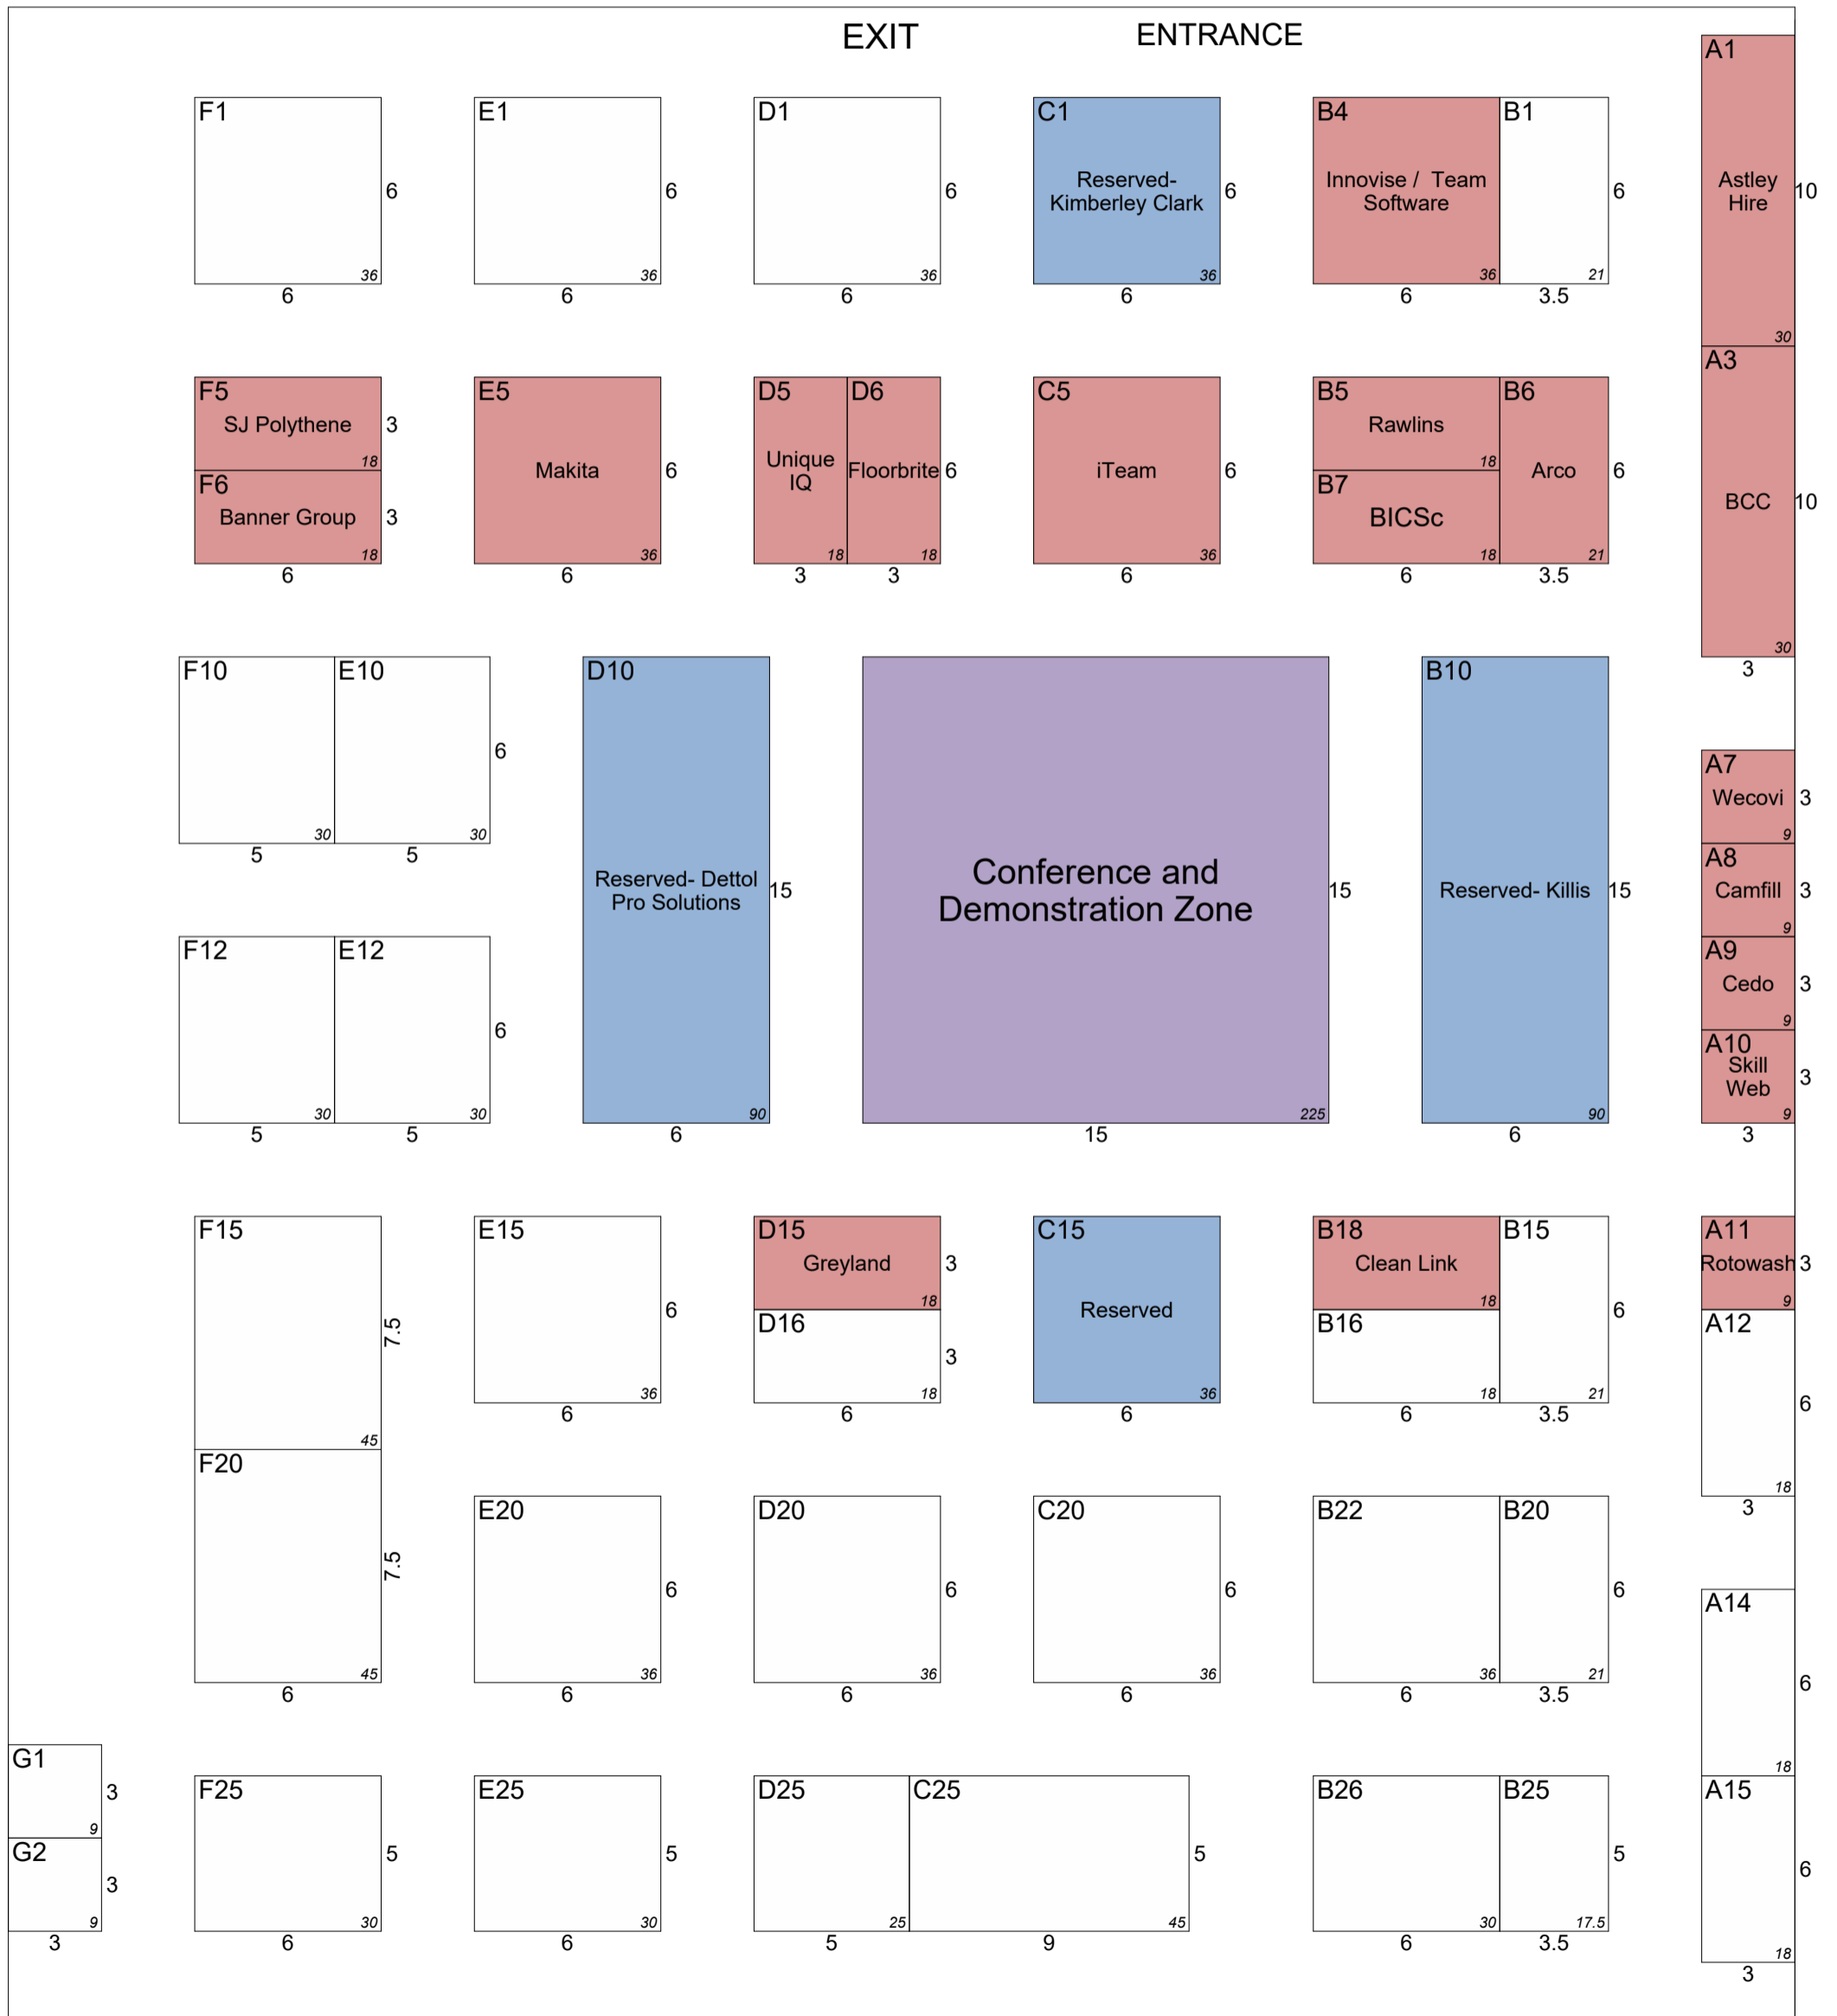 EXIT
ENTRANCE
A1
Astley
Hire
10
30
F1
6
36
6
E1
6
36
6
D1
6
36
6
C1
Reserved-
Kimberley Clark
6
36
6
B4
Innovise / Team
Software
36
6
B1
6
21
3.5
A3
BCC
10
30
3
F5
SJ Polythene
3
18
F6
Banner Group
3
18
6
E5
Makita
6
36
6
D5
Unique
IQ
18
3
D6
Floorbrite
6
18
3
C5
iTeam
6
36
6
B5
Rawlins
18
B7
BICSc
18
6
B6
Arco
6
21
3.5
F10
30
5
E10
6
30
5
F12
30
5
E12
6
30
5
D10
Reserved- Dettol
Pro Solutions
15
90
6
Conference and
Demonstration Zone
15
225
15
B10
Reserved- Killis
15
90
6
A7
Wecovi
3
9
A8
Camfill
3
9
A9
Cedo
3
9
A10
Skill
Web
3
9
3
F15
7.5
45
F20
7.5
45
6
E15
6
36
6
D15
Greyland
3
18
D16
3
18
6
C15
Reserved
36
6
B18
Clean Link
18
B16
18
6
B15
6
21
3.5
A11
Rotowash
3
9
A12
6
18
3
E20
6
36
6
D20
6
36
6
C20
6
36
6
B22
36
6
B20
6
21
3.5
A14
6
18
A15
6
18
3
G1
3
9
G2
3
9
3
F25
5
30
6
E25
5
30
6
D25
25
5
C25
5
45
9
B26
30
6
B25
5
17.5
3.5